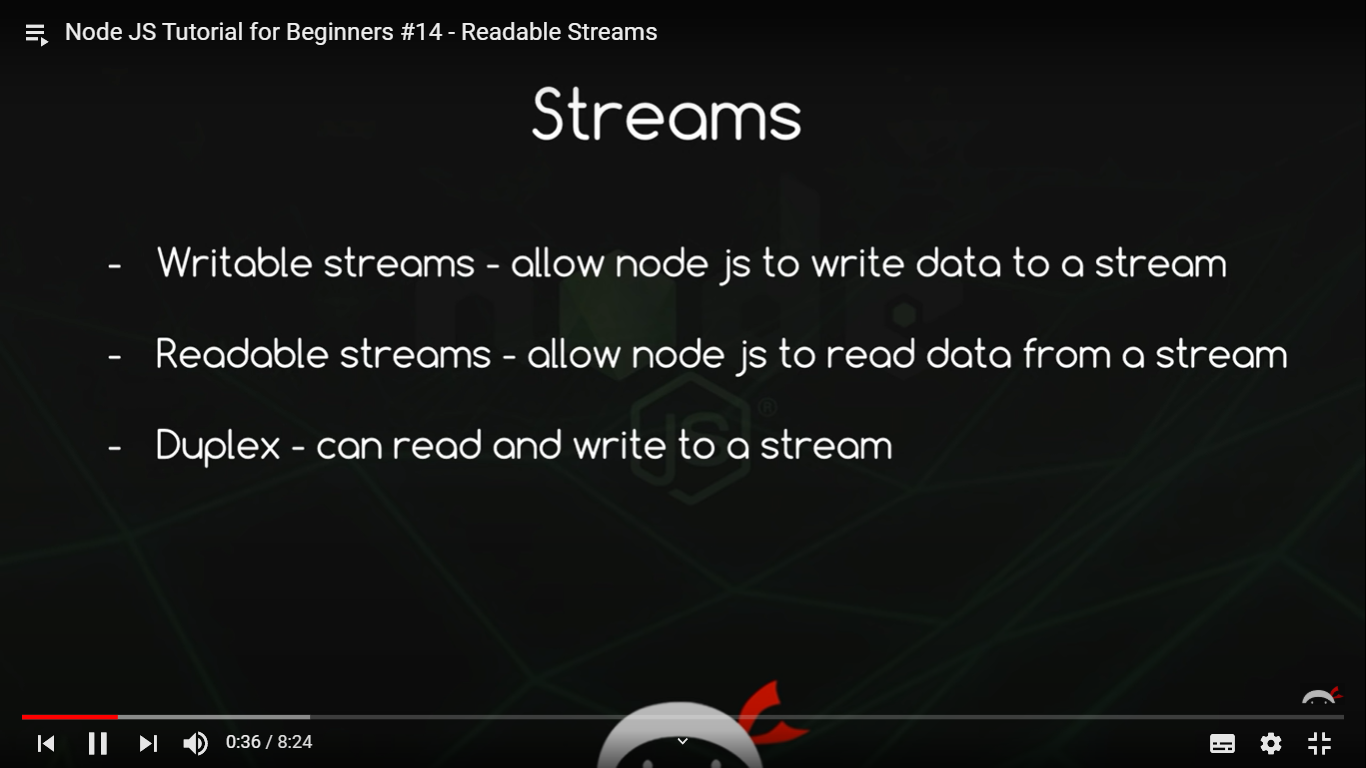 Node JS Tutorial for Beginners #14 - Readable Streams
Streams
- Writable streams - allow node js to write data to a stream
- Readable streams - allow node js to read data from a stream
- Duplex - can read and write to a stream
node
JS ®
0:36 / 8:24